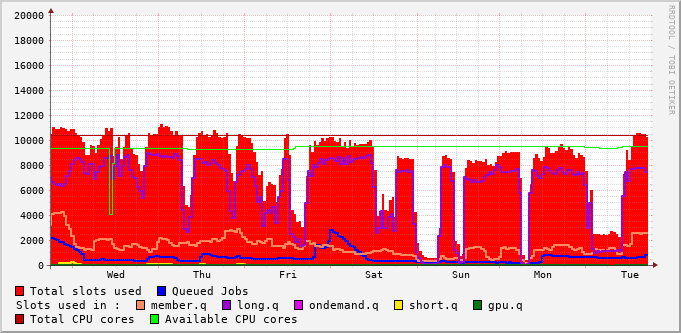 RRDTOOL / TOBI OETIKER
20000
18000
16000
14000
12000
10000
8000
6000
4000
2000
0
Wed Thu Fri Sat Sun Mon Tue
Total slots used Queued Jobs
Slots used in : member.q long.q ondemand.q short.q gpu.q
Total CPU cores Available CPU cores